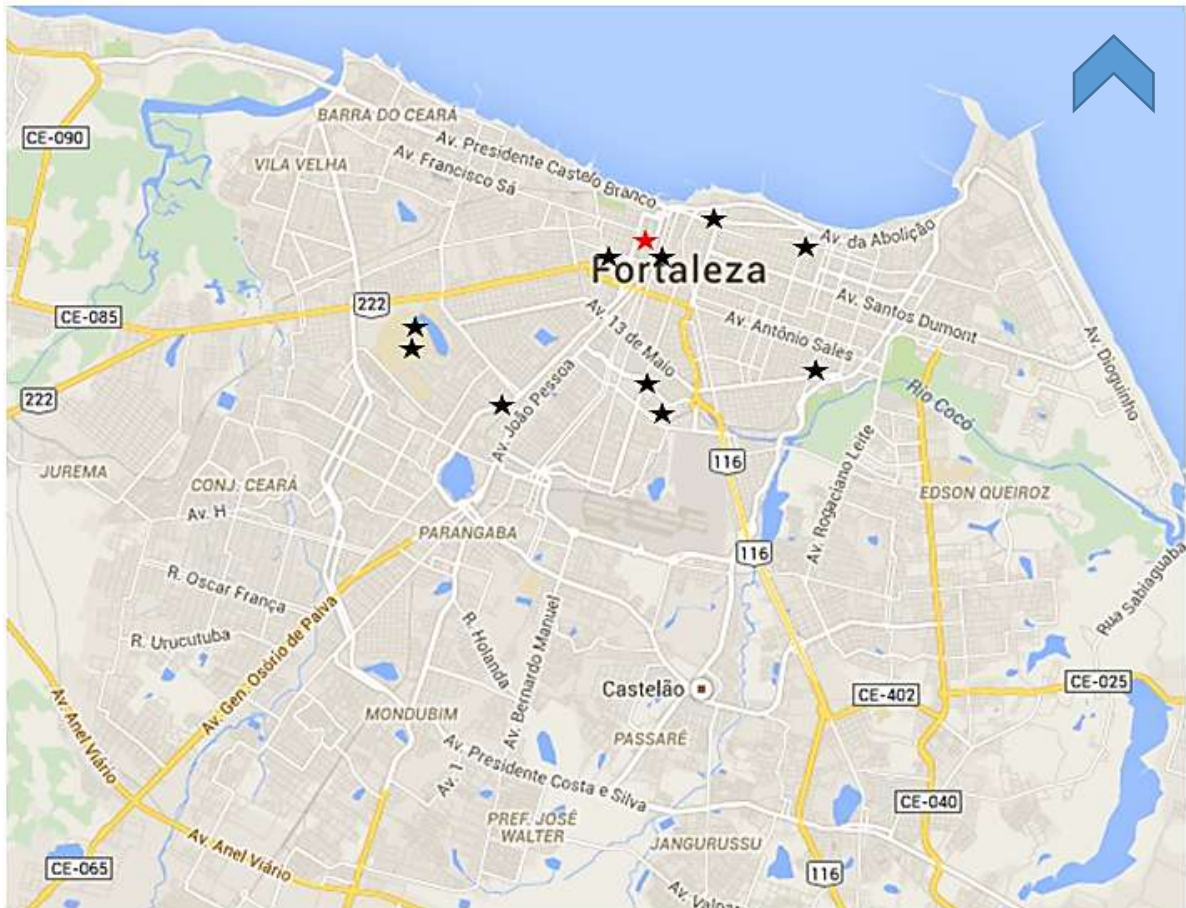 BARRA DO CEARÁ
CE-090
Av. Presidente Castelo Branco
Av. Francisco Sá
VILA VELHA
Av. da Abolição
Fortaleza
222
CE-085
Av. Santos Dumont
Av. 13 de Maio
Av. Antônio Sales
Av. Dioguinho
222
Av. João Pessoa
Rio Cocó
116
Av. Rogaciano Leite
JUREMA
CONJ. CEARÁ
EDSON QUEIROZ
Av. H
PARANGABA
116
R. Oscar França
Rua Sabiaguaba
R. Urucutuba
Av. Gen. Osório de Paiva
R. Holanda
Av. Bernardo Manuel
Castelão
CE-402
CE-025
Av. Anel Viário
MONDUBIM
PASSARÉ
Av. Presidente Costa e Silva
Av. 1
CE-040
PREF. JOSÉ
WALTER
JANGURUSSU
Av. Anel Viário
CE-065
116